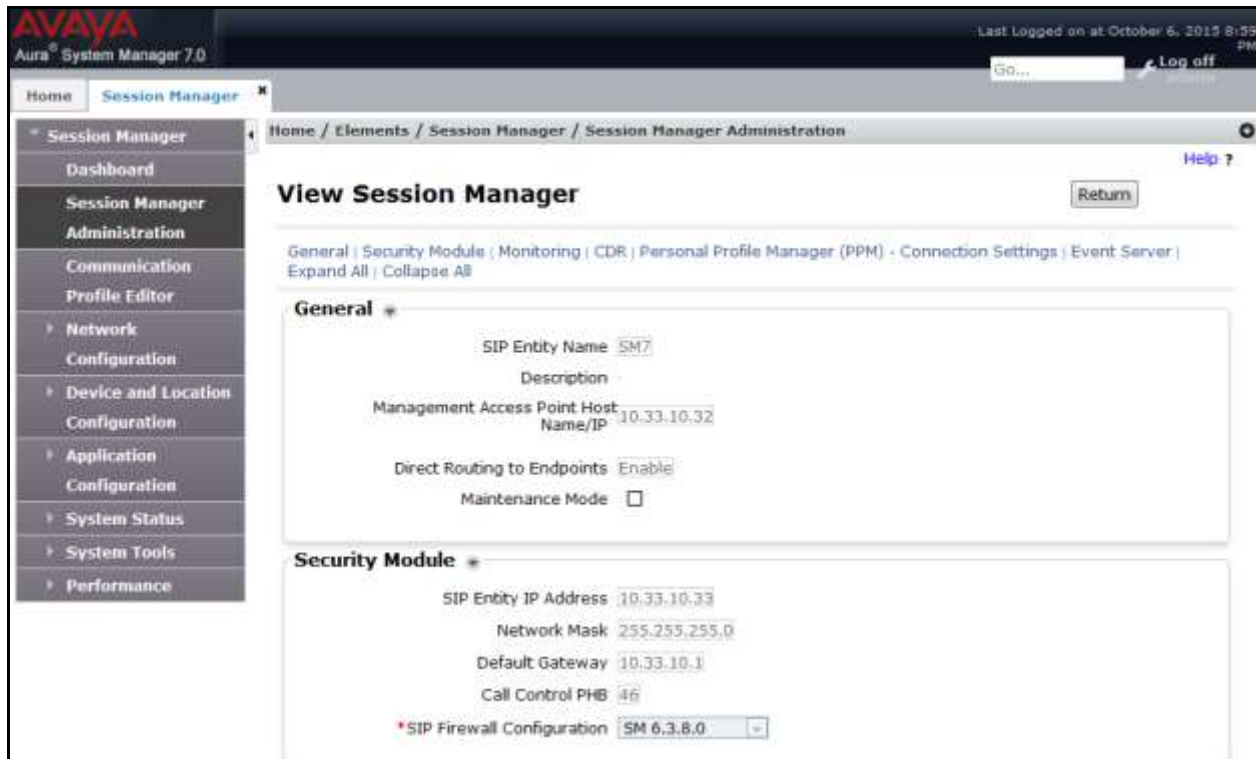 AVAYA
Aura® System Manager 7.0
Last Logged on at October 6, 2015 8:59 PM
Go...
Log off
Home
Session Manager
Session Manager
Dashboard
Session Manager
Administration
Communication
Profile Editor
Network
Configuration
Device and Location
Configuration
Application
Configuration
System Status
System Tools
Performance
Home / Elements / Session Manager / Session Manager Administration
Help ?
View Session Manager
Return
General | Security Module | Monitoring | CDR | Personal Profile Manager (PPM) - Connection Settings | Event Server |
Expand All | Collapse All
General
SIP Entity Name SM7
Description
Management Access Point Host
Name/IP 10.33.10.32
Direct Routing to Endpoints Enable
Maintenance Mode
Security Module
SIP Entity IP Address 10.33.10.33
Network Mask 255.255.255.0
Default Gateway 10.33.10.1
Call Control PHB 46
*SIP Firewall Configuration SM 6.3.8.0